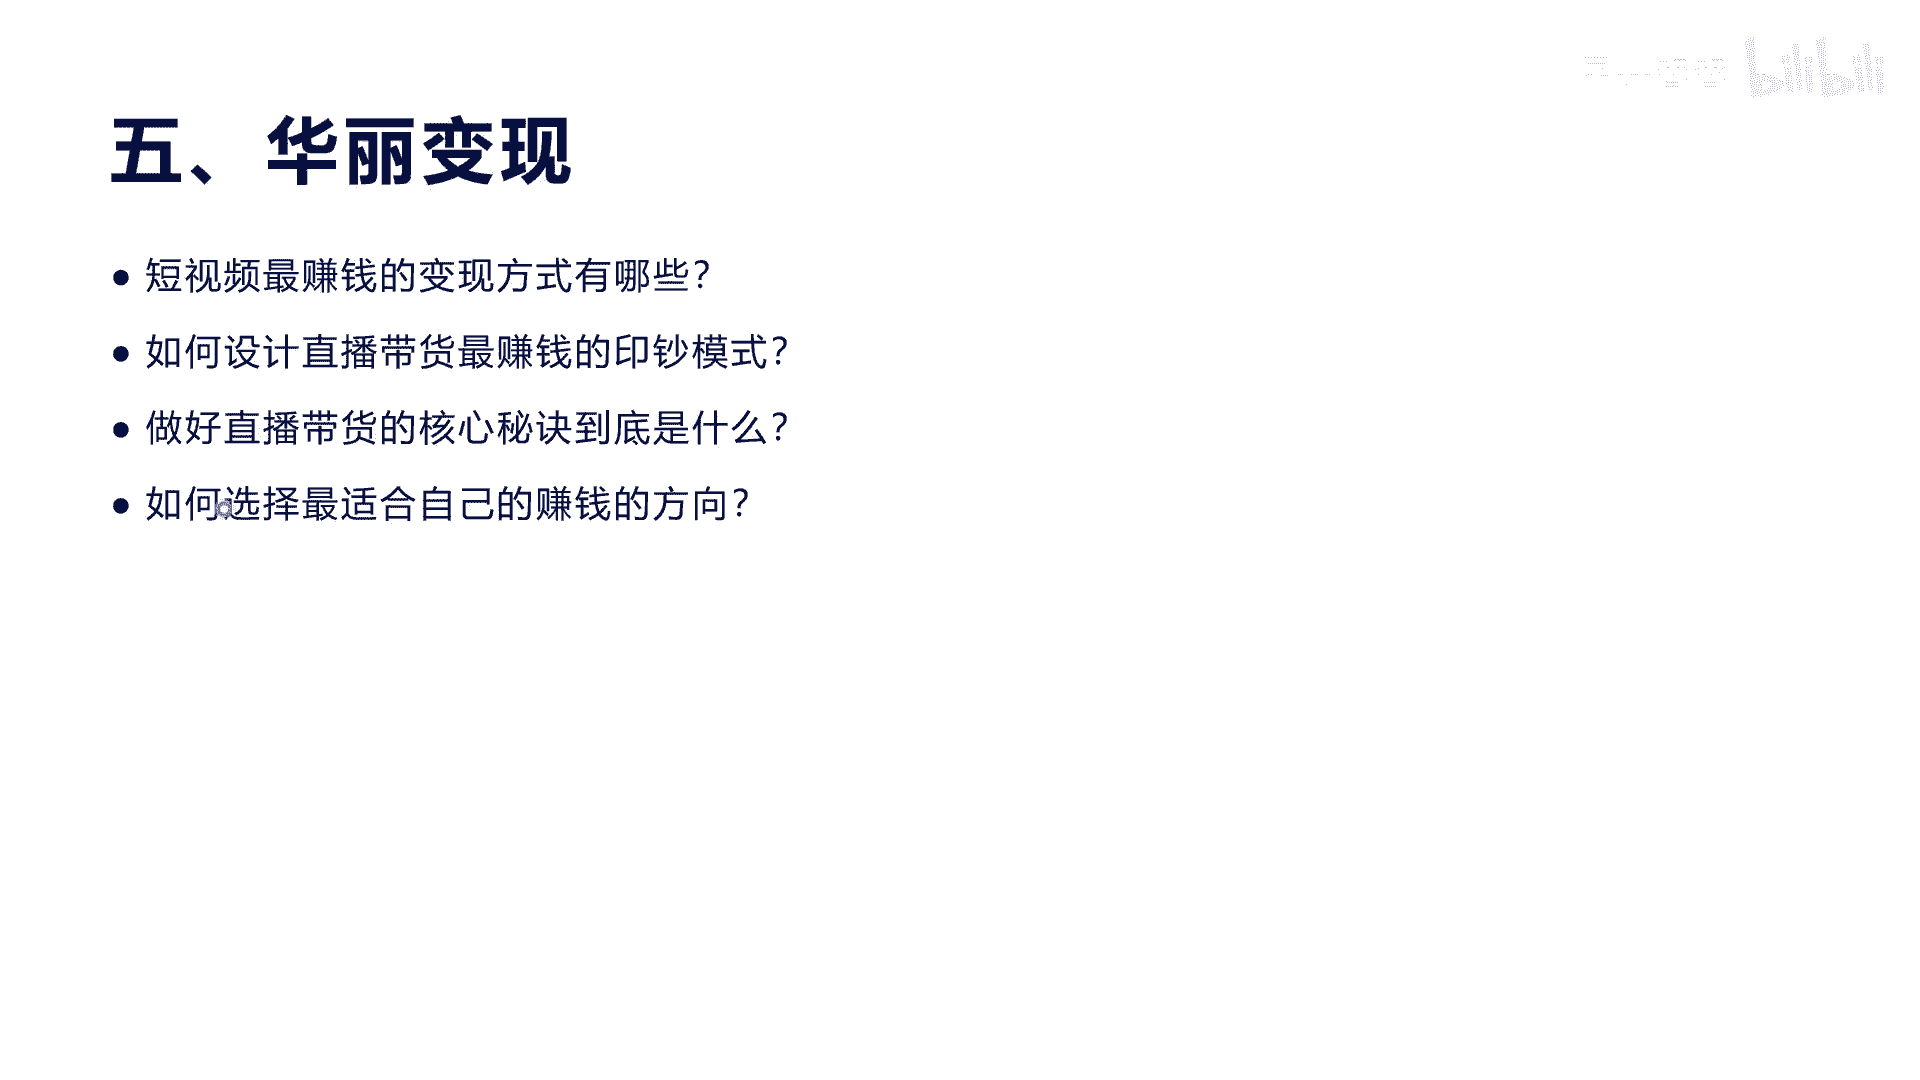 bilibili
五、华丽变现
● 短视频最赚钱的变现方式有哪些?
● 如何设计直播带货最赚钱的印钞模式?
● 做好直播带货的核心秘诀到底是什么?
● 如何选择最适合自己的赚钱的方向?